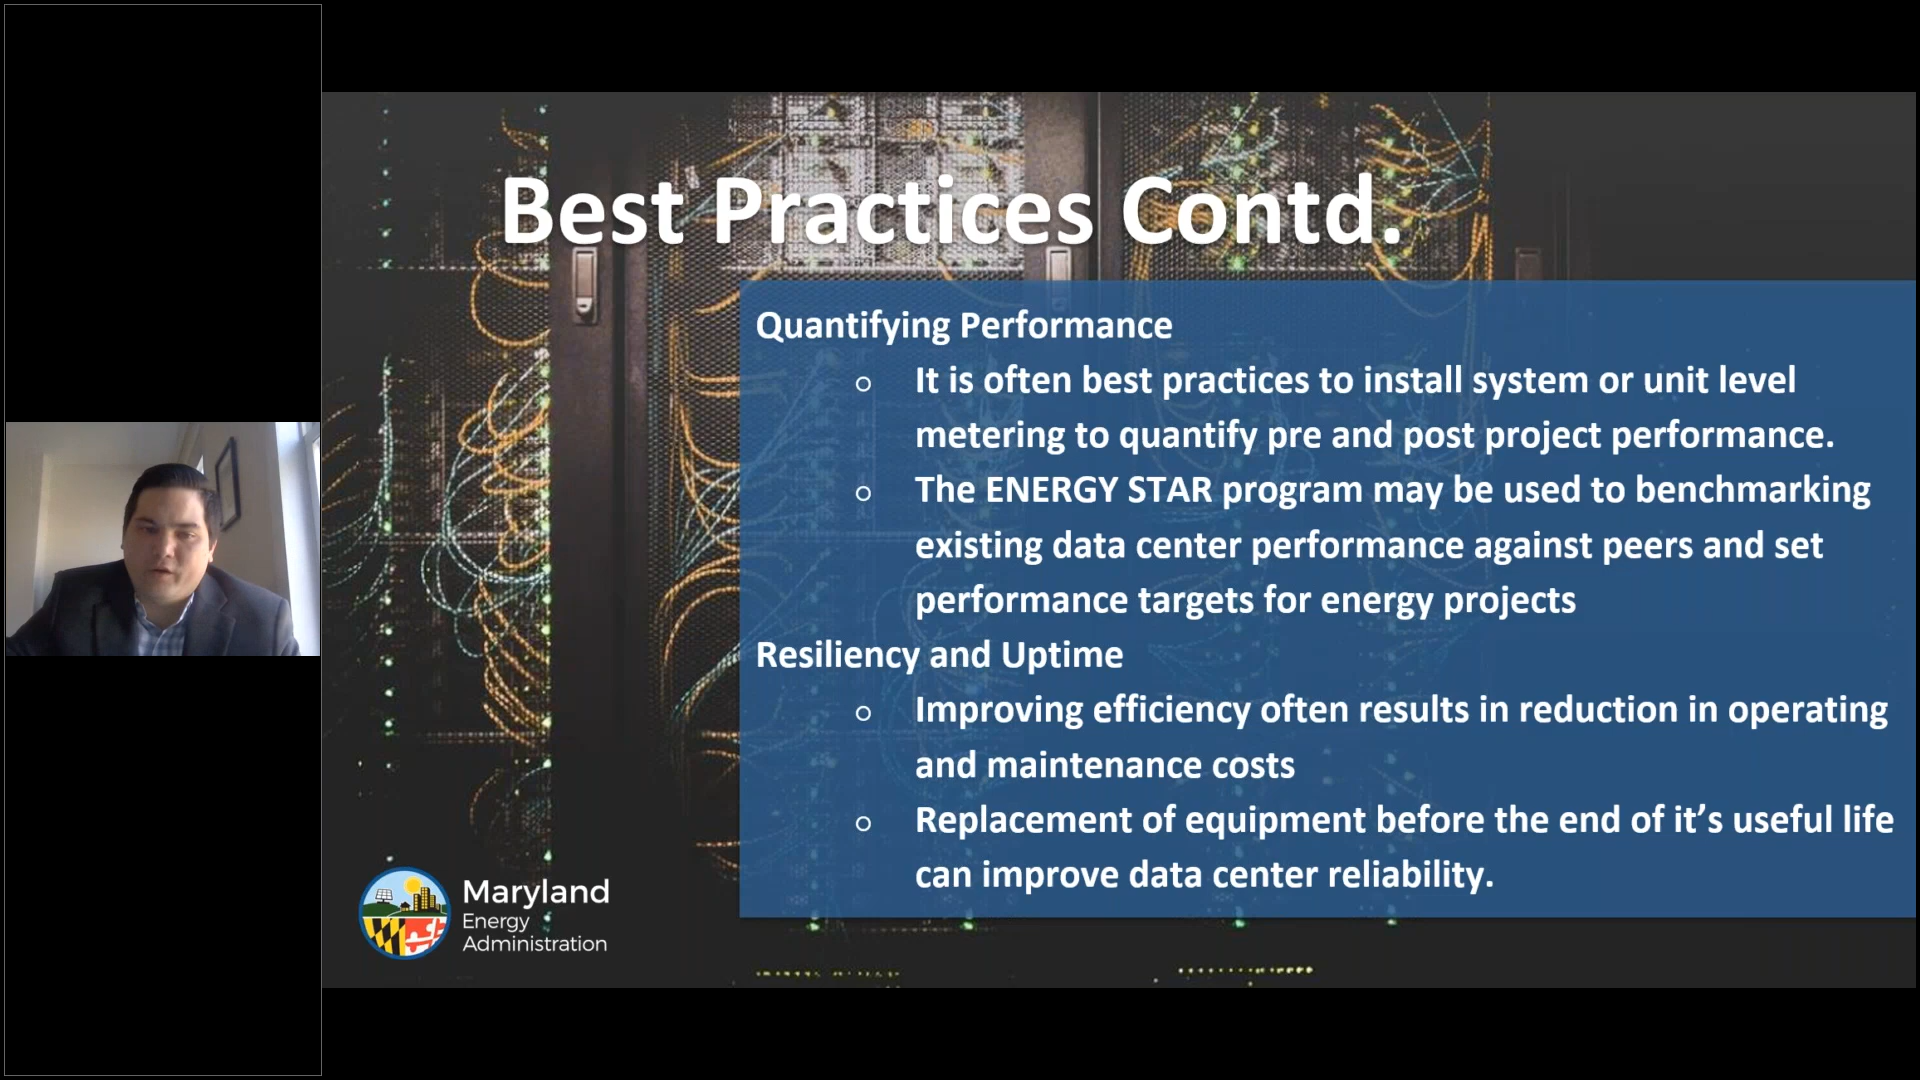 Best Practices Contd.
Quantifying Performance
○ It is often best practices to install system or unit level
metering to quantify pre and post project performance.
○ The ENERGY STAR program may be used to benchmarking
existing data center performance against peers and set
performance targets for energy projects
Resiliency and Uptime
○ Improving efficiency often results in reduction in operating
and maintenance costs
○ Replacement of equipment before the end of it’s useful life
can improve data center reliability.
Maryland
Energy
Administration